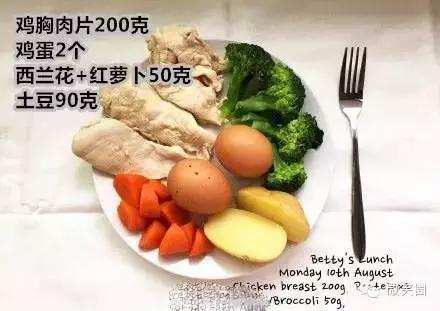 鸡胸肉片200克
鸡蛋2个
西兰花+红萝卜50克
土豆90克
Betty's Lunch
Monday 10th August
Chicken breast 200g,
Broccoli 50g,